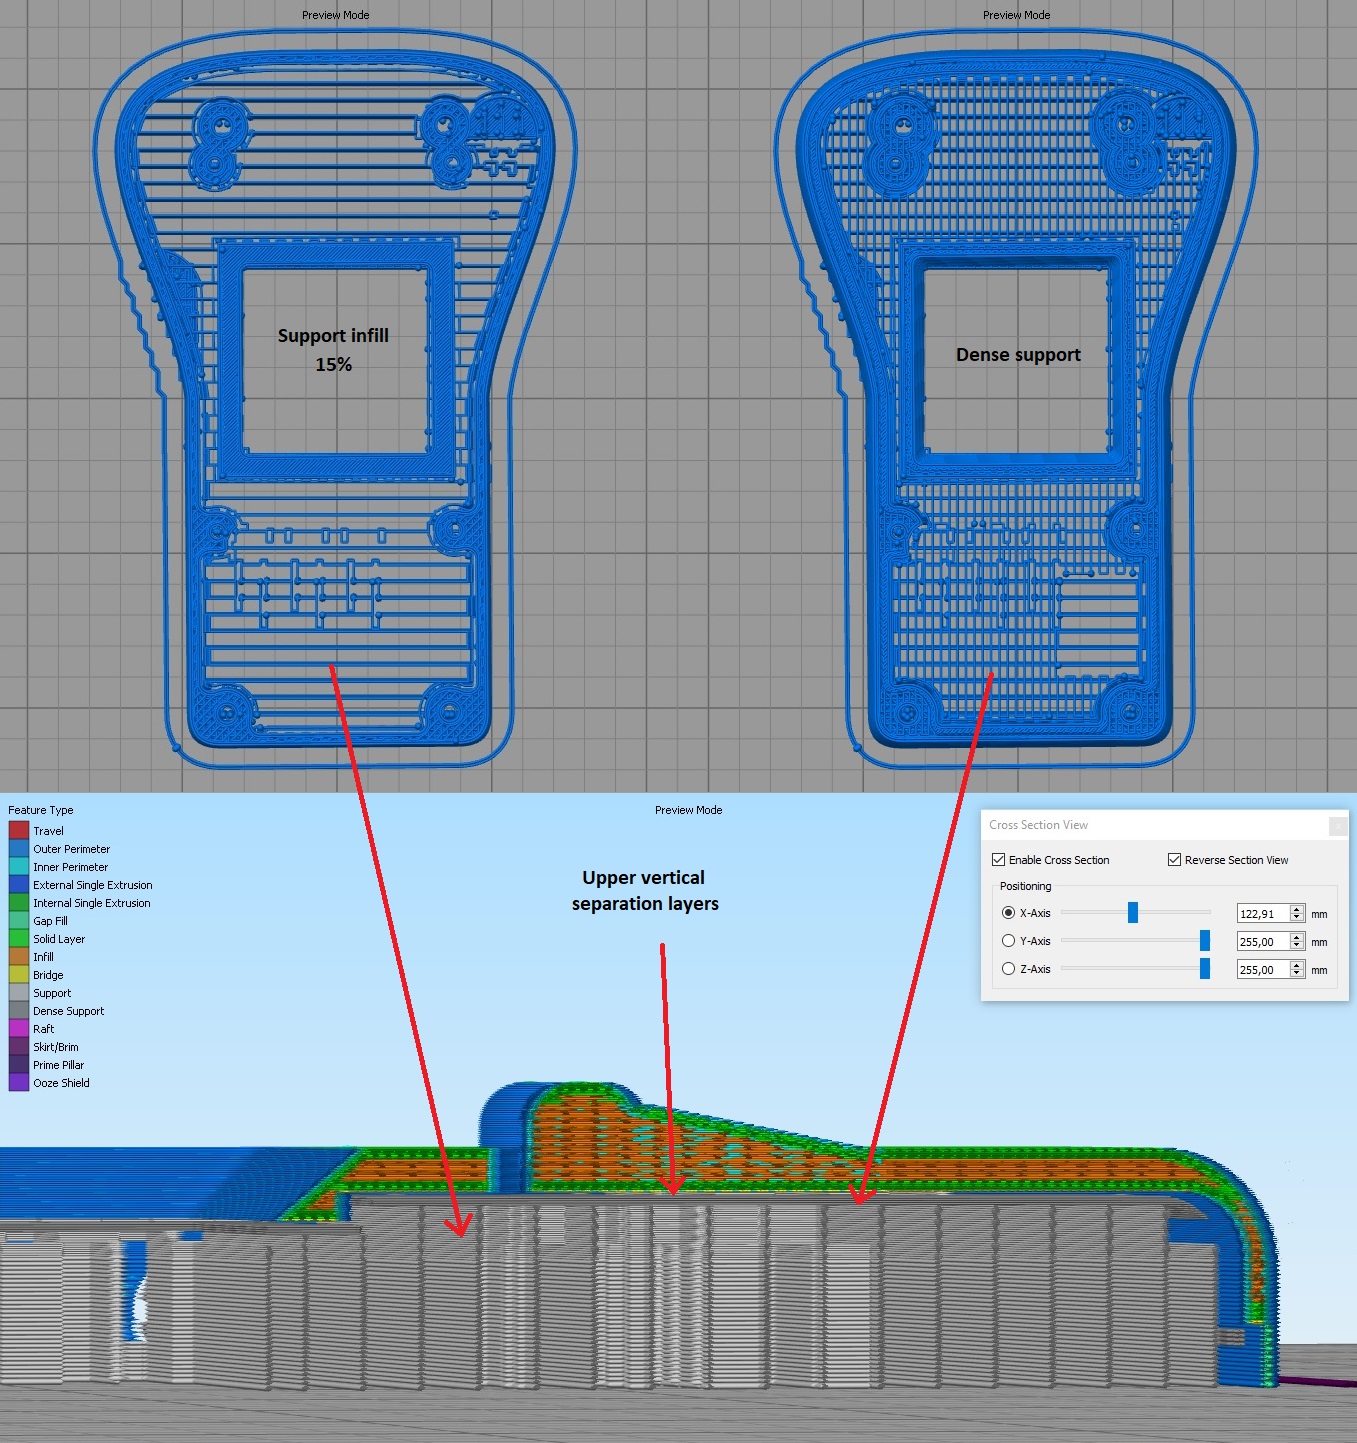 Preview Mode
Preview Mode
Support infill
15%
Dense support
Feature Type
Travel
Outer Perimeter
Inner Perimeter
External Single Extrusion
Internal Single Extrusion
Gap Fill
Solid Layer
Infill
Bridge
Support
Dense Support
Raft
Skirt/Brim
Prime Pillar
Ooze Shield
Preview Mode
Upper vertical
separation layers
Cross Section View
Enable Cross Section
Reverse Section View
Positioning
X-Axis 122,91 mm
Y-Axis 255,00 mm
Z-Axis 255,00 mm